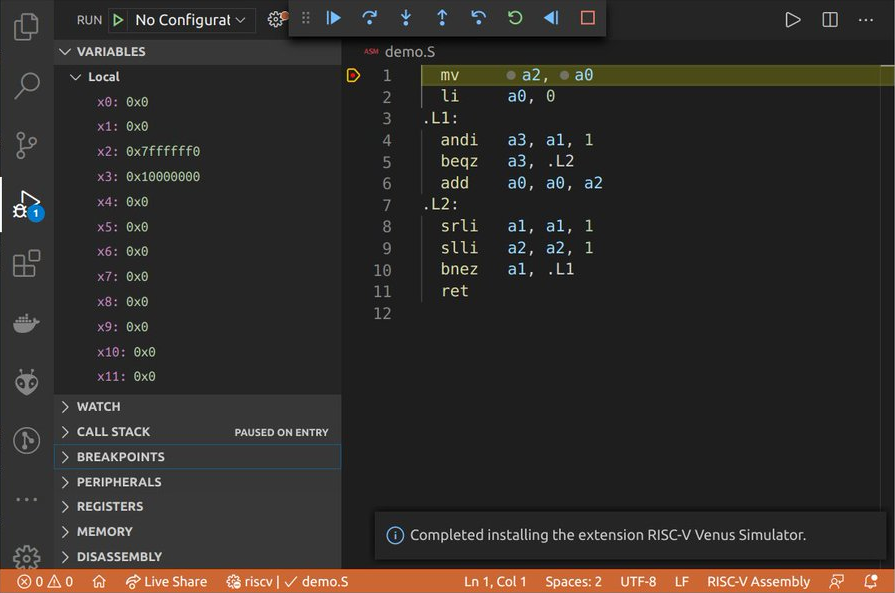 RUN No Configurat
VARIABLES
Local
x0: 0x0
x1: 0x0
x2: 0x7ffffff0
x3: 0x10000000
x4: 0x0
x5: 0x0
x6: 0x0
x7: 0x0
x8: 0x0
x9: 0x0
x10: 0x0
x11: 0x0
WATCH
CALL STACK PAUSED ON ENTRY
BREAKPOINTS
PERIPHERALS
REGISTERS
MEMORY
DISASSEMBLY
1
ASM demo.S
1 mv a2, a0
2 li a0, 0
3 .L1:
4 andi a3, a1, 1
5 beqz a3, .L2
6 add a0, a0, a2
7 .L2:
8 srli a1, a1, 1
9 slli a2, a2, 1
10 bnez a1, .L1
11 ret
12
Completed installing the extension RISC-V Venus Simulator.
0 0 Live Share riscv | ✓ demo.S Ln 1, Col 1 Spaces: 2 UTF-8 LF RISC-V Assembly